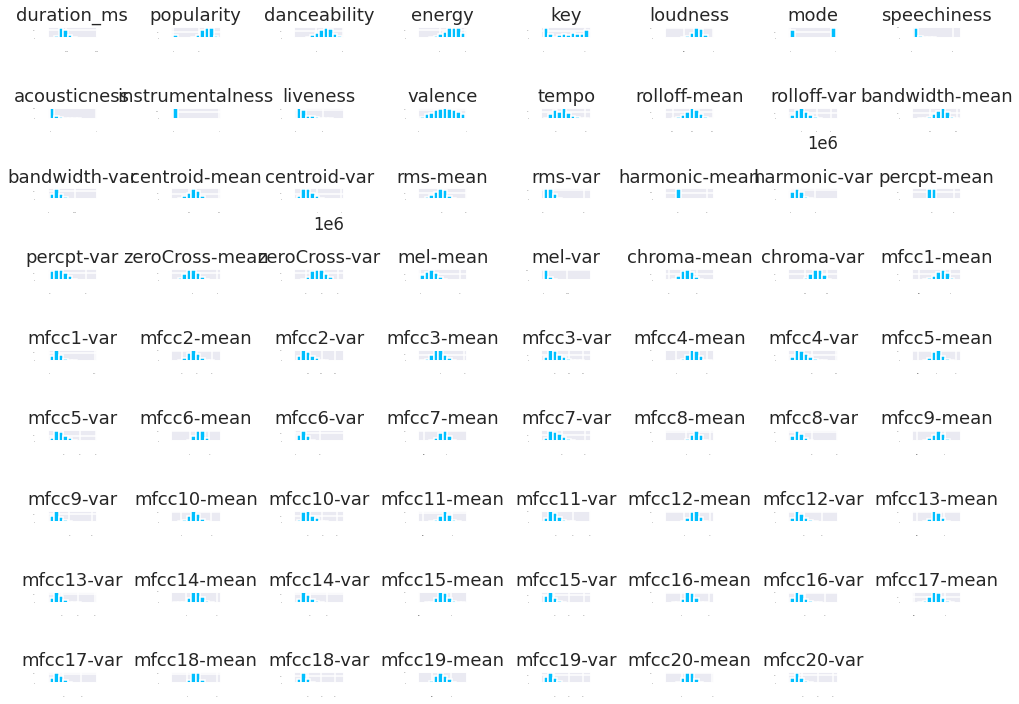 duration_ms popularity danceability energy key loudness mode speechiness
acousticness instrumentalness liveness valence tempo rolloff-mean rolloff-var bandwidth-mean
1e6
bandwidth-var centroid-mean centroid-var rms-mean rms-var harmonic-mean harmonic-var percpt-mean
1e6
percpt-var zeroCross-mean zeroCross-var mel-mean mel-var chroma-mean chroma-var mfcc1-mean
mfcc1-var mfcc2-mean mfcc2-var mfcc3-mean mfcc3-var mfcc4-mean mfcc4-var mfcc5-mean
mfcc5-var mfcc6-mean mfcc6-var mfcc7-mean mfcc7-var mfcc8-mean mfcc8-var mfcc9-mean
mfcc9-var mfcc10-mean mfcc10-var mfcc11-mean mfcc11-var mfcc12-mean mfcc12-var mfcc13-mean
mfcc13-var mfcc14-mean mfcc14-var mfcc15-mean mfcc15-var mfcc16-mean mfcc16-var mfcc17-mean
mfcc17-var mfcc18-mean mfcc18-var mfcc19-mean mfcc19-var mfcc20-mean mfcc20-var